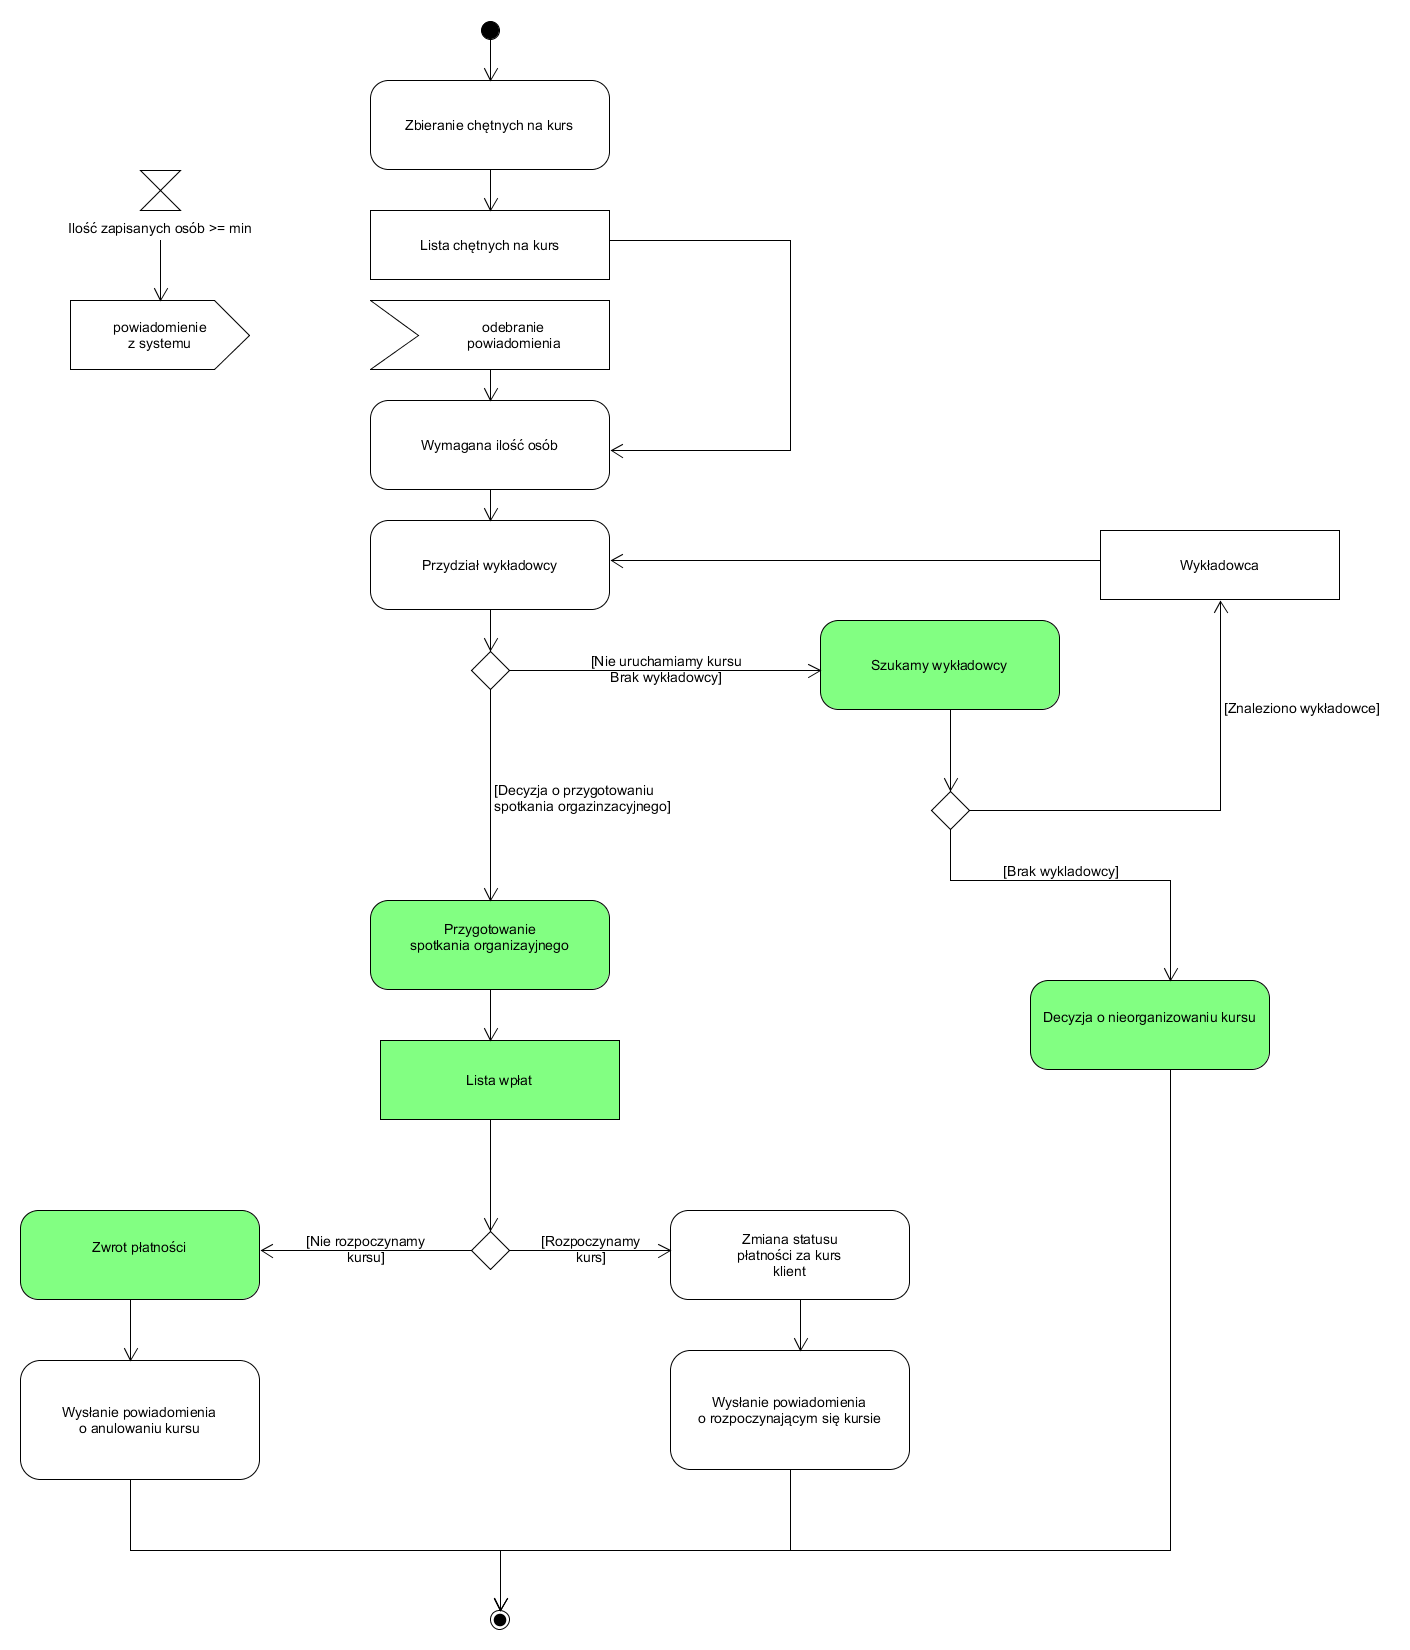 Zbieranie chętnych na kurs
Ilość zapisanych osób >= min
Lista chętnych na kurs
powiadomienie
z systemu
odebranie
powiadomienia
Wymagana ilość osób
Przydział wykładowcy
Wykładowca
[Nie uruchamiamy kursu
Brak wykładowcy]
Szukamy wykładowcy
[Znaleziono wykładowce]
[Decyzja o przygotowaniu
spotkania orgazinzacyjnego]
[Brak wykladowcy]
Przygotowanie
spotkania organizayjnego
Decyzja o nieorganizowaniu kursu
Lista wpłat
Zwrot płatności
[Nie rozpoczynamy
kursu]
[Rozpoczynamy
kurs]
Zmiana statusu
płatności za kurs
klient
Wysłanie powiadomienia
o anulowaniu kursu
Wysłanie powiadomienia
o rozpoczynającym się kursie